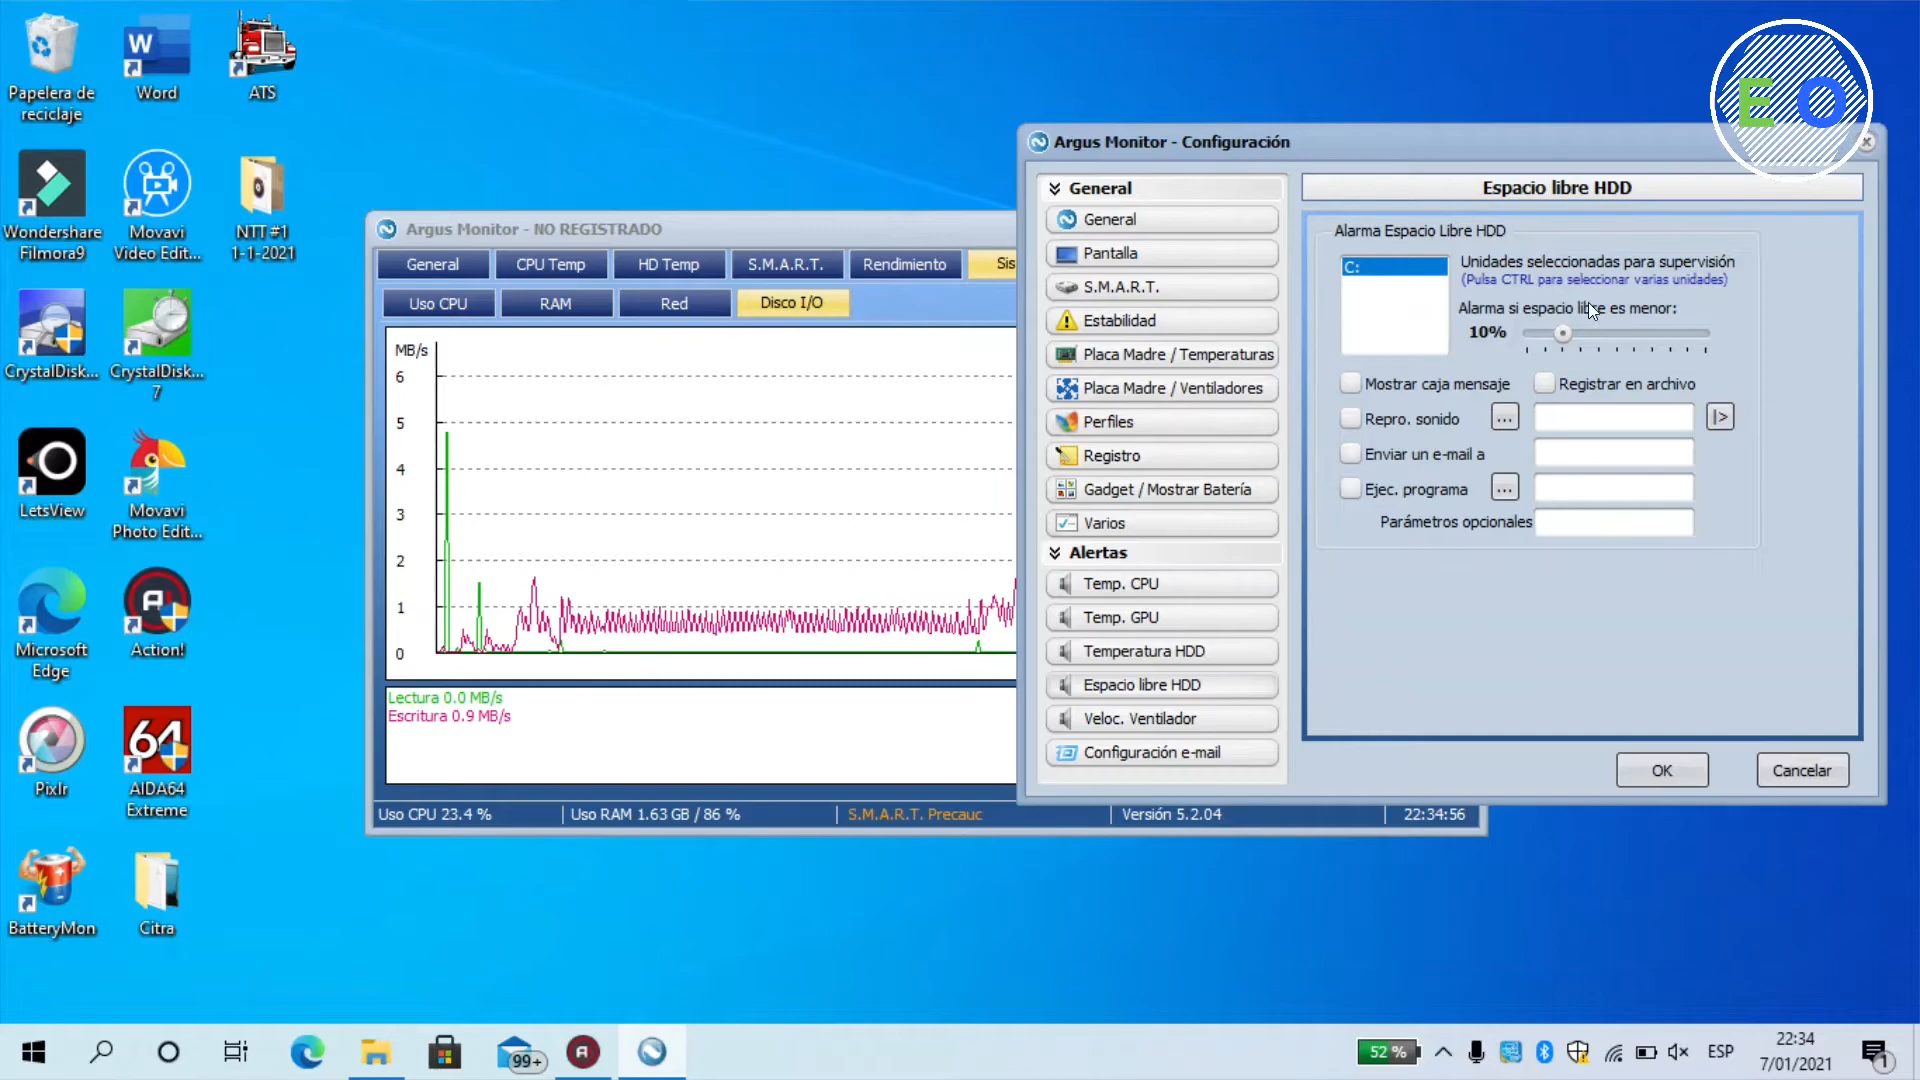 Papelera de
reciclaje
Word
ATS
Wondershare
Filmora9
Movavi
Video Edit...
NTT #1
1-1-2021
CrystalDisk...
CrystalDisk...
7
LetsView
Movavi
Photo Edit...
Microsoft
Edge
Action!
Pixlr
64
AIDA64
Extreme
BatteryMon
Citra
EO
Argus Monitor - NO REGISTRADO
General
CPU Temp
HD Temp
S.M.A.R.T.
Rendimiento
Sis
Uso CPU
RAM
Red
Disco I/O
MB/s
6
5
4
3
2
1
0
Lectura 0.0 MB/s
Escritura 0.9 MB/s
Uso CPU 23.4 %
Uso RAM 1.63 GB / 86 %
S.M.A.R.T. Precauc
Versión 5.2.04
22:34:56
Argus Monitor - Configuración
General
General
Pantalla
S.M.A.R.T.
Estabilidad
Placa Madre / Temperaturas
Placa Madre / Ventiladores
Perfiles
Registro
Gadget / Mostrar Batería
Varios
Alertas
Temp. CPU
Temp. GPU
Temperatura HDD
Espacio libre HDD
Veloc. Ventilador
Configuración e-mail
Espacio libre HDD
Alarma Espacio Libre HDD
C:
Unidades seleccionadas para supervisión
(Pulsa CTRL para seleccionar varias unidades)
Alarma si espacio libre es menor:
10%
Mostrar caja mensaje
Registrar en archivo
Repro. sonido
...
|>
Enviar un e-mail a
Ejec. programa
...
Parámetros opcionales
OK
Cancelar
99+
52 %
ESP
22:34
7/01/2021
1